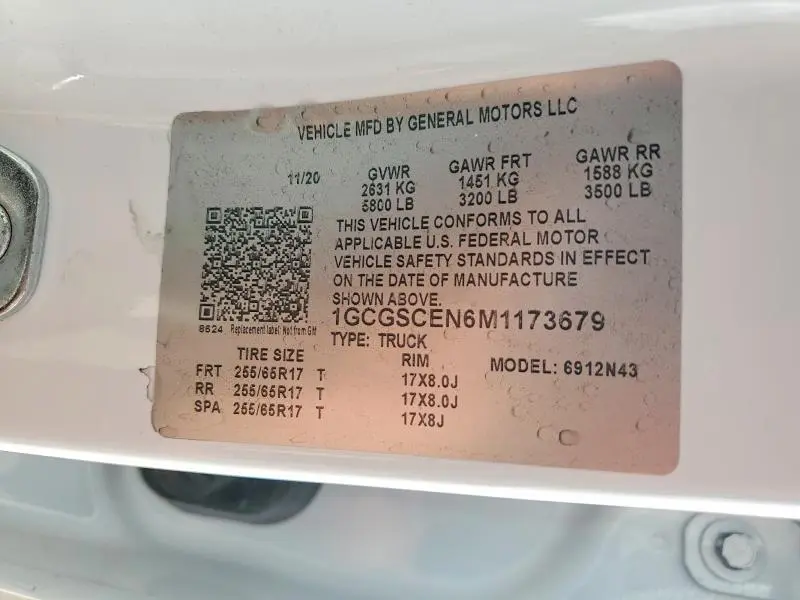 VEHICLE MFD BY GENERAL MOTORS LLC
11/20 GVWR GAWR FRT GAWR RR
2631 KG 1451 KG 1588 KG
5800 LB 3200 LB 3500 LB
THIS VEHICLE CONFORMS TO ALL
APPLICABLE U.S. FEDERAL MOTOR
VEHICLE SAFETY STANDARDS IN EFFECT
ON THE DATE OF MANUFACTURE
SHOWN ABOVE.
8624 Replacement label: Not from GM
1GCGSCEN6M1173679
TYPE: TRUCK
TIRE SIZE RIM MODEL: 6912N43
FRT 255/65R17 T 17X8.0J
RR 255/65R17 T 17X8.0J
SPA 255/65R17 T 17X8J